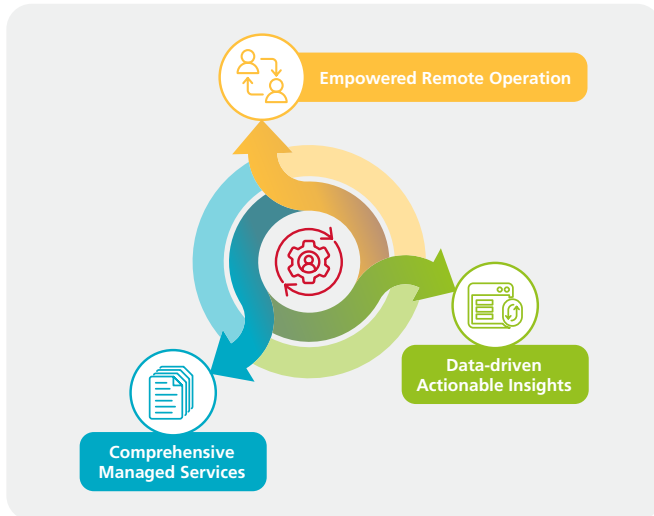 Empowered Remote Operation
Data-driven
Actionable Insights
Comprehensive
Managed Services